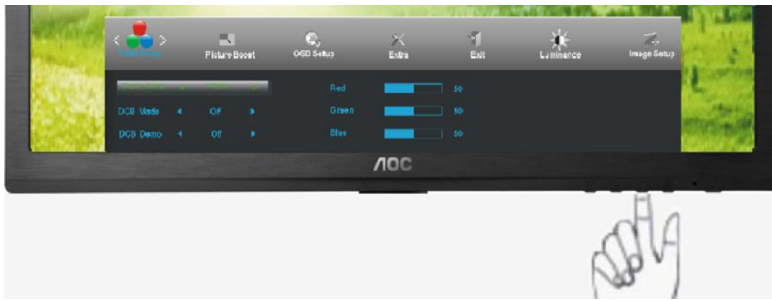 Picture Boost
OSD Setup
Extra
Exit
Luminance
Image Setup
Red 50
DCB Mode Off
Green 50
DCB Demo Off
Blue 50
AOC